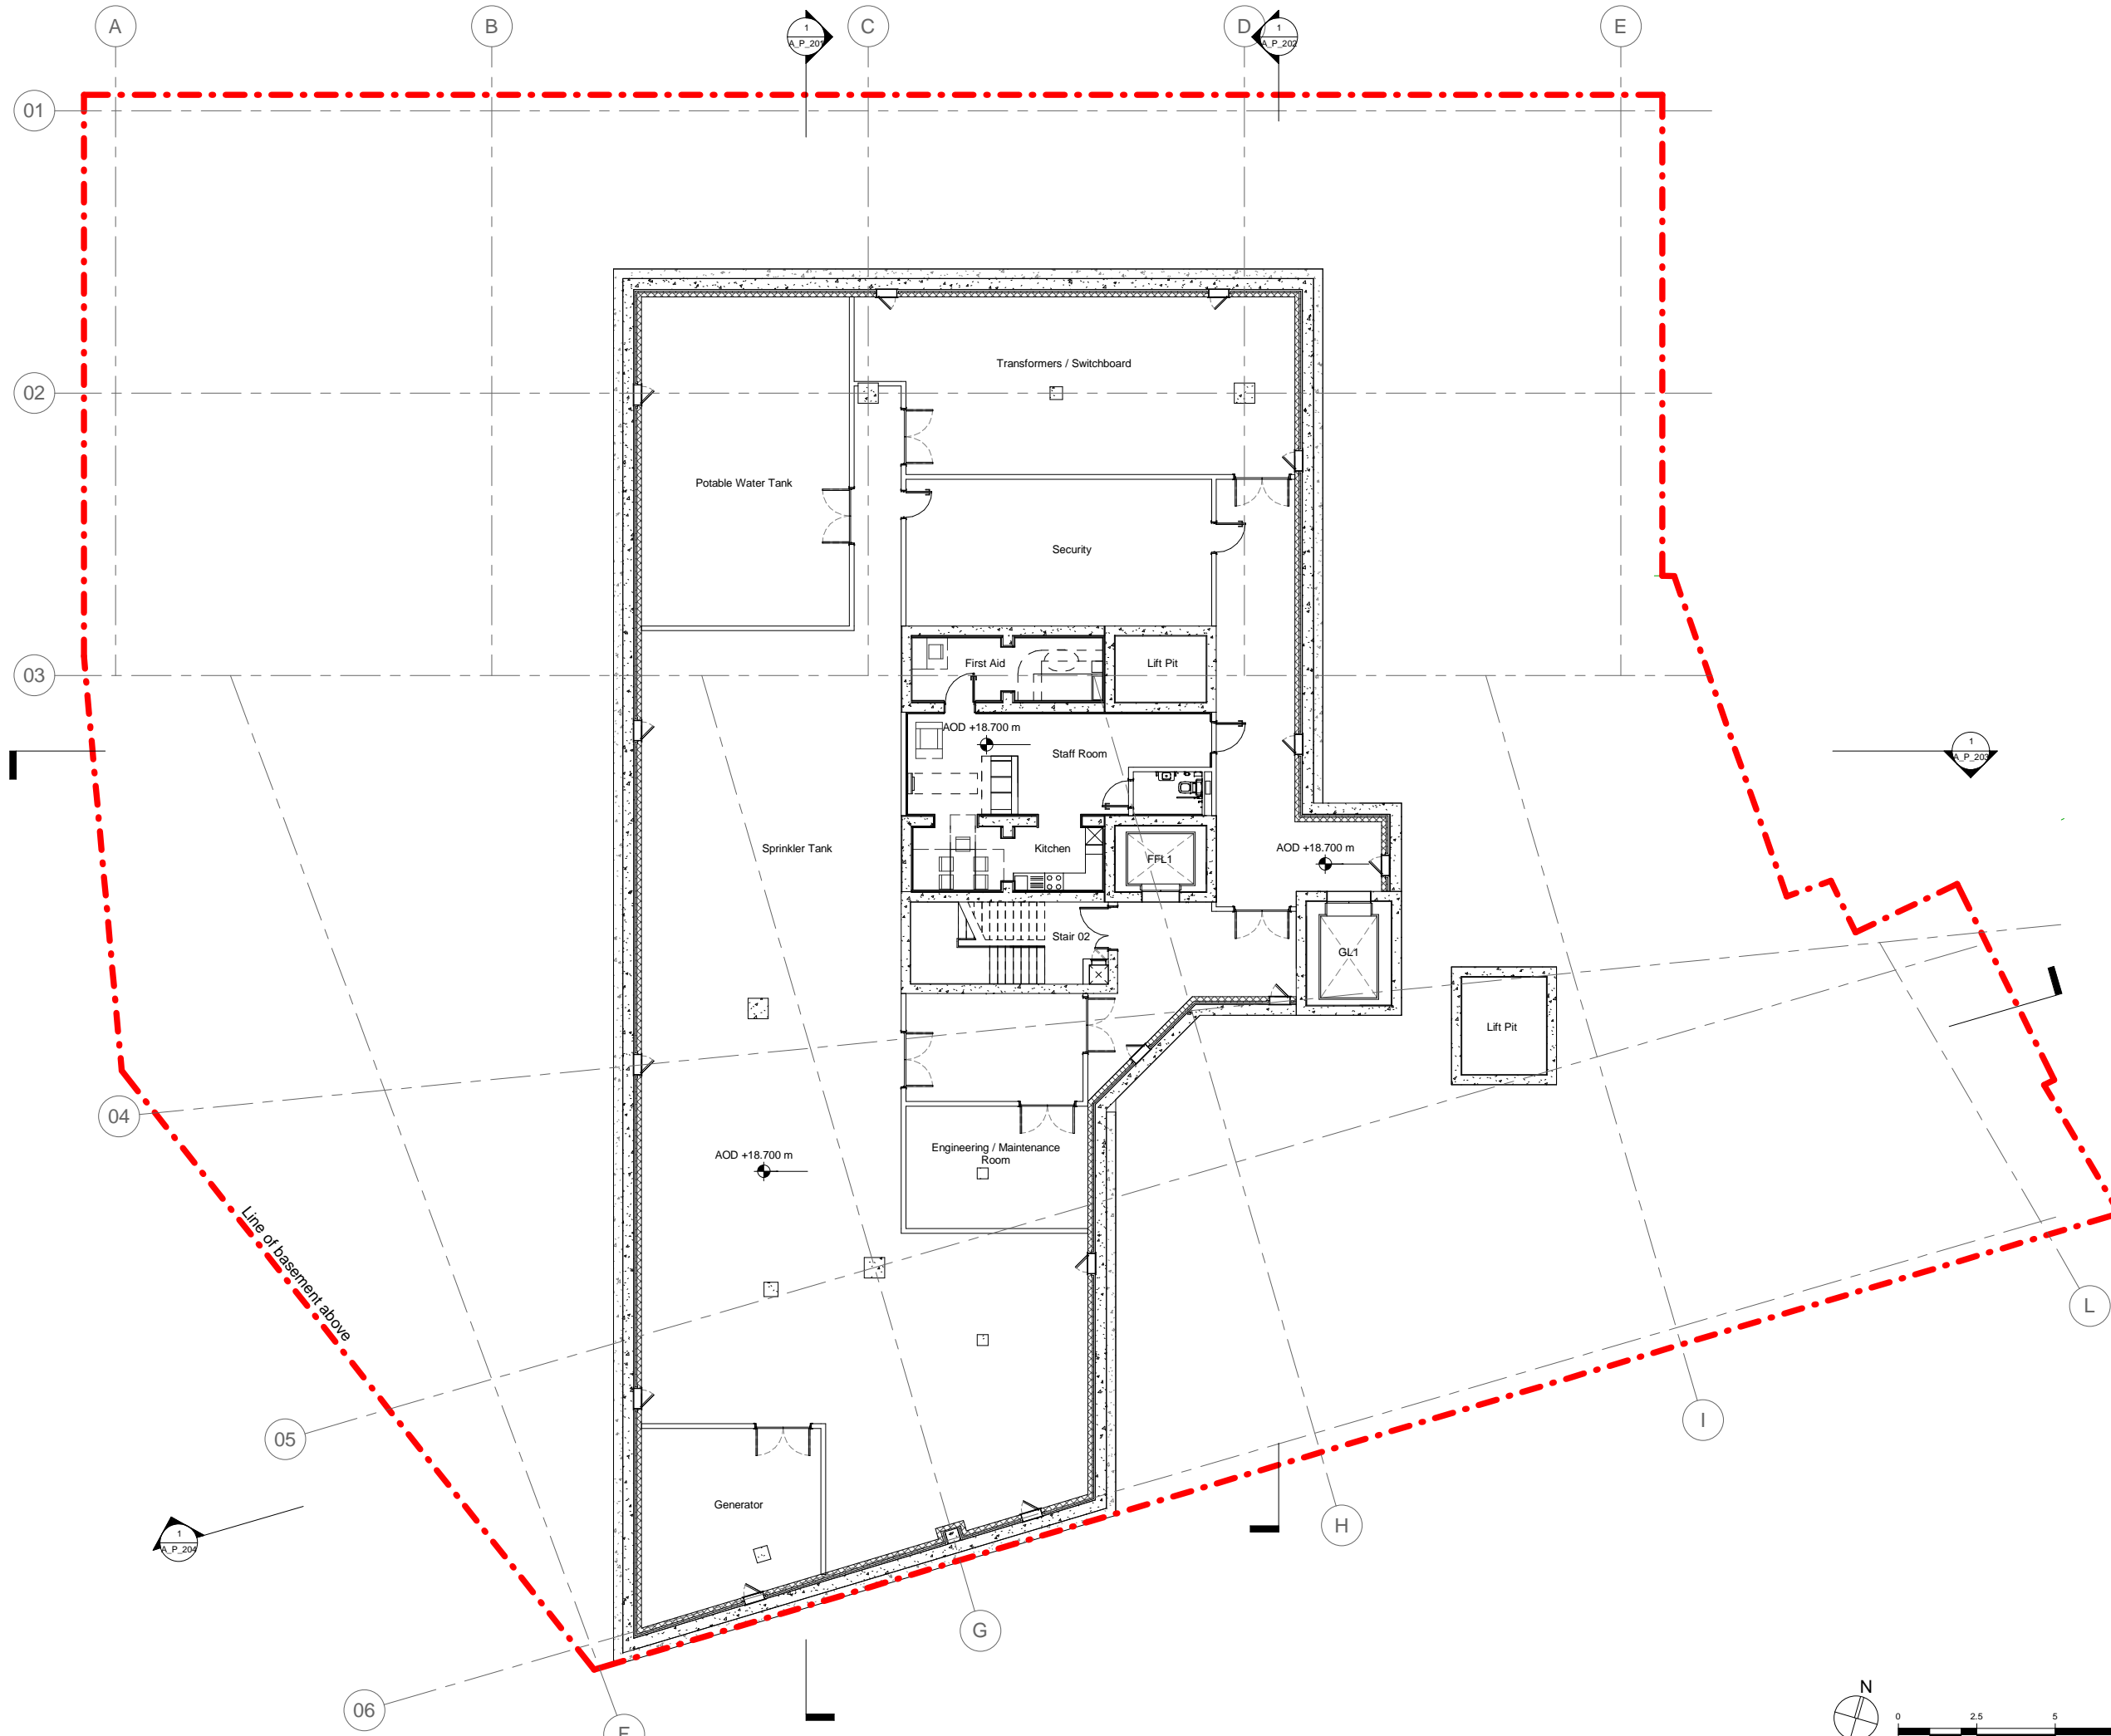 A
B
C
1
A_P_201
D
1
A_P_202
E
01
02
Transformers / Switchboard
Potable Water Tank
Security
03
First Aid
Lift Pit
AOD +18.700 m
Staff Room
1
A_P_203
Sprinkler Tank
Kitchen
FFL1
AOD +18.700 m
Stair 02
GL1
Lift Pit
04
Engineering / Maintenance
Room
AOD +18.700 m
Line of basement above
L
I
05
Generator
H
1
A_P_204
G
N
06
0
2.5
5
F